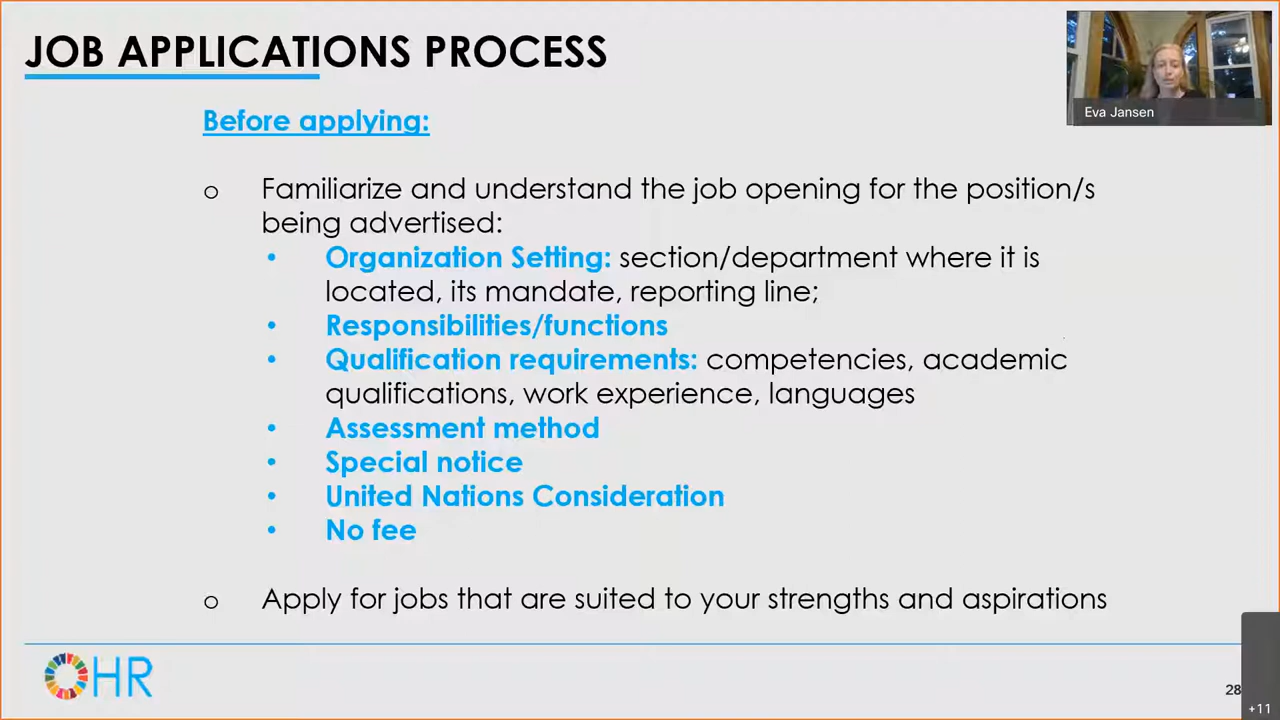 JOB APPLICATIONS PROCESS
Eva Jansen
Before applying:
o Familiarize and understand the job opening for the position/s
being advertised:
• Organization Setting: section/department where it is
located, its mandate, reporting line;
• Responsibilities/functions
• Qualification requirements: competencies, academic
qualifications, work experience, languages
• Assessment method
• Special notice
• United Nations Consideration
• No fee
o Apply for jobs that are suited to your strengths and aspirations
OHR
28
+11